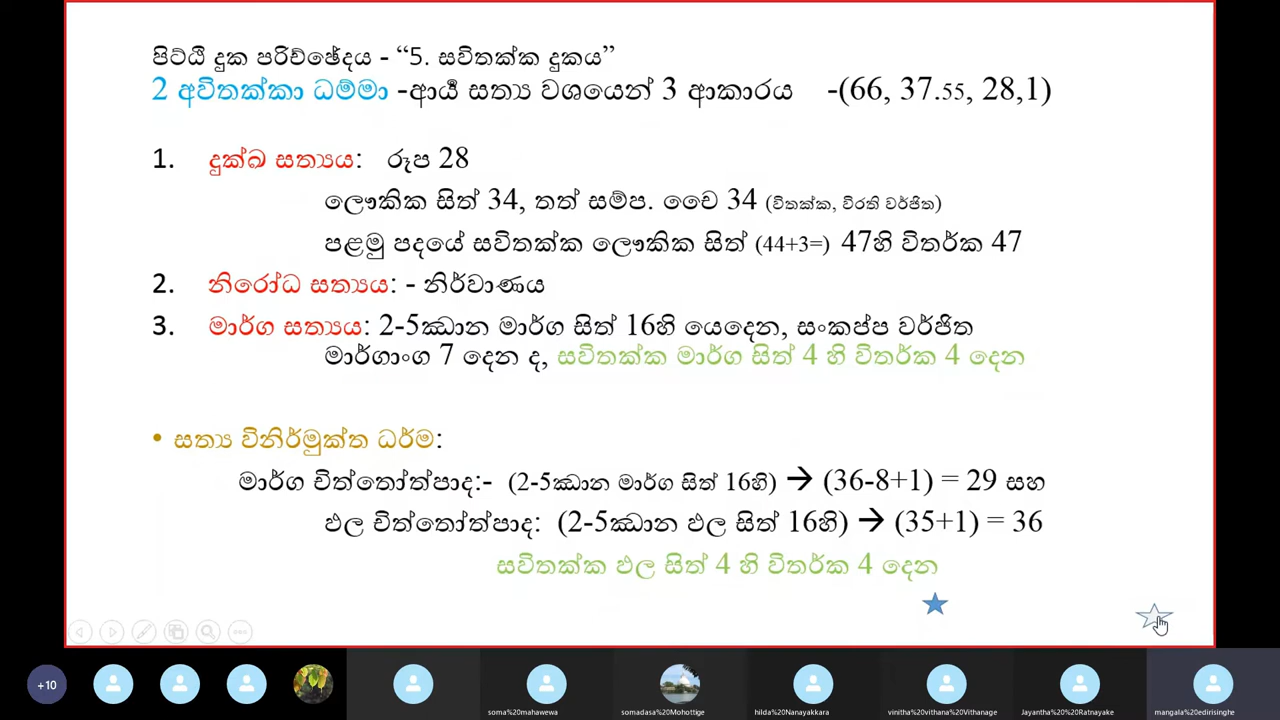 පිට්ඨි දුක පරිච්ඡේදය - “5. සවිතක්ක දුකය”
2 අවිතක්කා ධම්මා -ආර්‍ය සත්‍ය වශයෙන් 3 ආකාරය -(66, 37.55, 28,1)
1. දුක්ඛ සත්‍යය: රූප 28
ලෞකික සිත් 34, තත් සම්ප. චෛ 34 (විතක්ක, විරති වර්ජිත)
පළමු පදයේ සවිතක්ක ලෞකික සිත් (44+3=) 47හි විතර්ක 47
2. නිරෝධ සත්‍යය: - නිර්වාණය
3. මාර්ග සත්‍යය: 2-5ඣාන මාර්ග සිත් 16හි යෙදෙන, සංකප්ප වර්ජිත
මාර්ගාංග 7 දෙන ද, සවිතක්ක මාර්ග සිත් 4 හි විතර්ක 4 දෙන
• සත්‍ය විනිර්මුක්ත ධර්ම:
මාර්ග චිත්තෝත්පාද:- (2-5ඣාන මාර්ග සිත් 16හි) → (36-8+1) = 29 සහ
ඵල චිත්තෝත්පාද: (2-5ඣාන ඵල සිත් 16හි) → (35+1) = 36
සවිතක්ක ඵල සිත් 4 හි විතර්ක 4 දෙන
+10
soma%20mahawewa
somadasa%20Mohottige
hilda%20Nanayakkara
vinitha%20vithana%20Vithanage
Jayantha%20Ratnayake
mangala%20edirisinghe